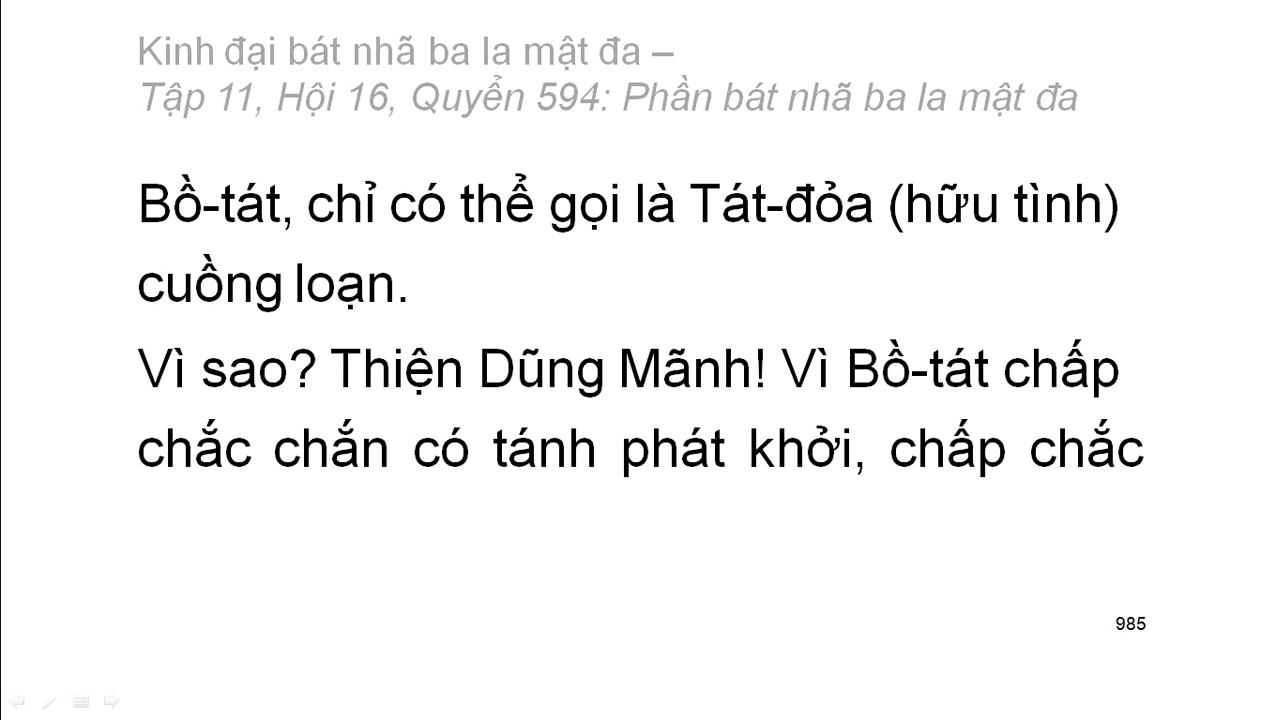 Kinh đại bát nhã ba la mật đa –
Tập 11, Hội 16, Quyển 594: Phần bát nhã ba la mật đa
Bồ-tát, chỉ có thể gọi là Tát-đỏa (hữu tình)
cuồng loạn.
Vì sao? Thiện Dũng Mãnh! Vì Bồ-tát chấp
chắc chắn có tánh phát khởi, chấp chắc
985